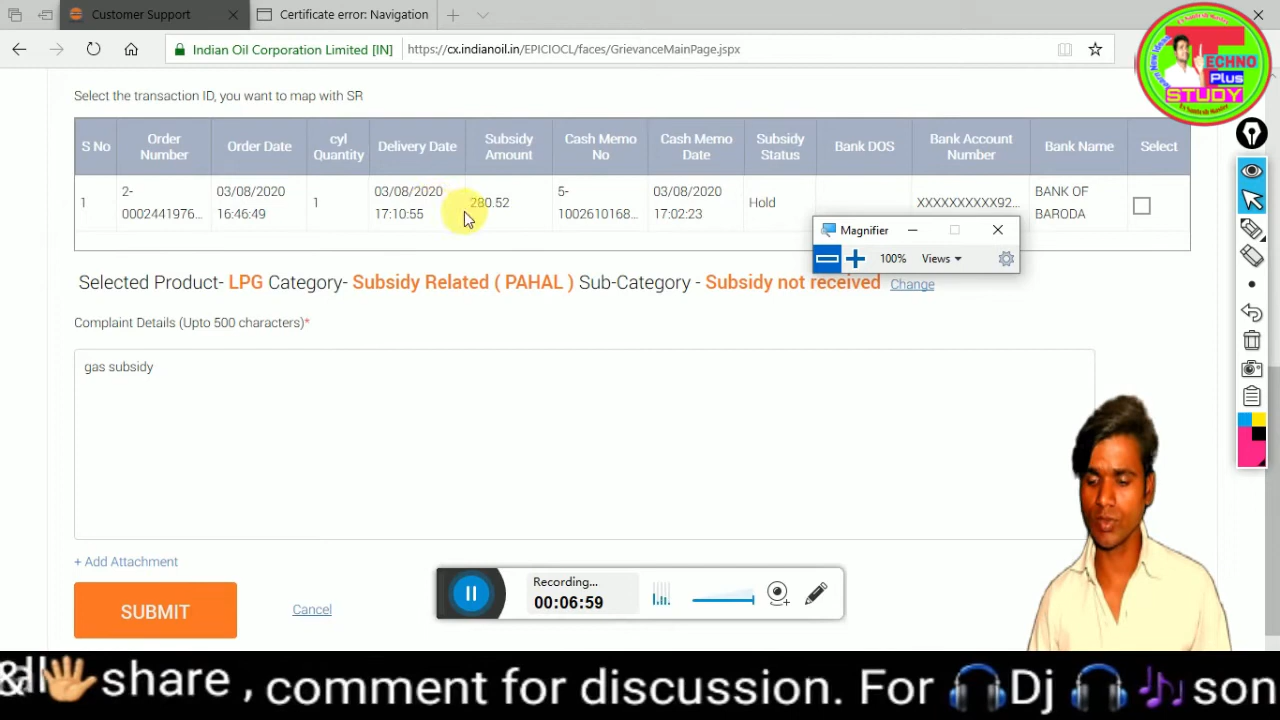 Customer Support
Certificate error: Navigation
Indian Oil Corporation Limited [IN]
https://cx.indianoil.in/EPICIOCL/faces/GrievanceMainPage.jspx
Learn New Ideas
By Santosh Master
TECHNO
Plus
STUDY
Select the transaction ID, you want to map with SR
S No
Order Number
Order Date
cyl Quantity
Delivery Date
Subsidy Amount
Cash Memo No
Cash Memo Date
Subsidy Status
Bank DOS
Bank Account Number
Bank Name
Select
1
2-
0002441976...
03/08/2020
16:46:49
1
03/08/2020
17:10:55
280.52
5-
1002610168...
03/08/2020
17:02:23
Hold
XXXXXXXXXX92...
BANK OF
BARODA
Magnifier
100%
Views
Selected Product- LPG Category- Subsidy Related ( PAHAL ) Sub-Category - Subsidy not received Change
Complaint Details (Upto 500 characters)*
gas subsidy
+ Add Attachment
SUBMIT
Cancel
Recording...
00:06:59
share , comment for discussion. For 🎧Dj 🎧🎶son